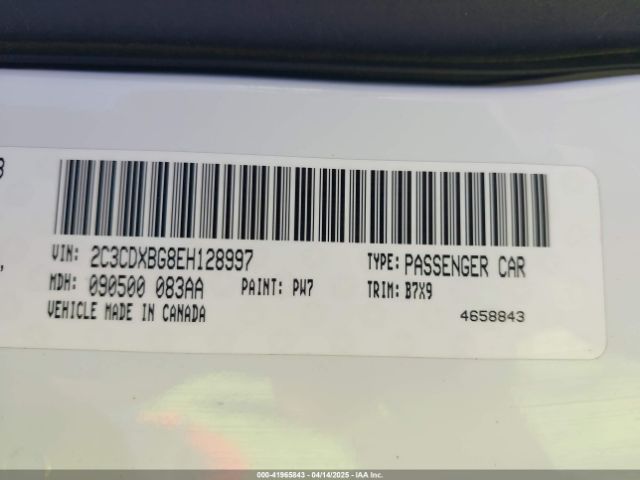 3
VIN: 2C3CDXBG8EH128997 TYPE: PASSENGER CAR
MDH: 090500 083AA PAINT: PW7 TRIM: B7X9
VEHICLE MADE IN CANADA 4658843
000-41965843 - 04/14/2025 - IAA Inc.